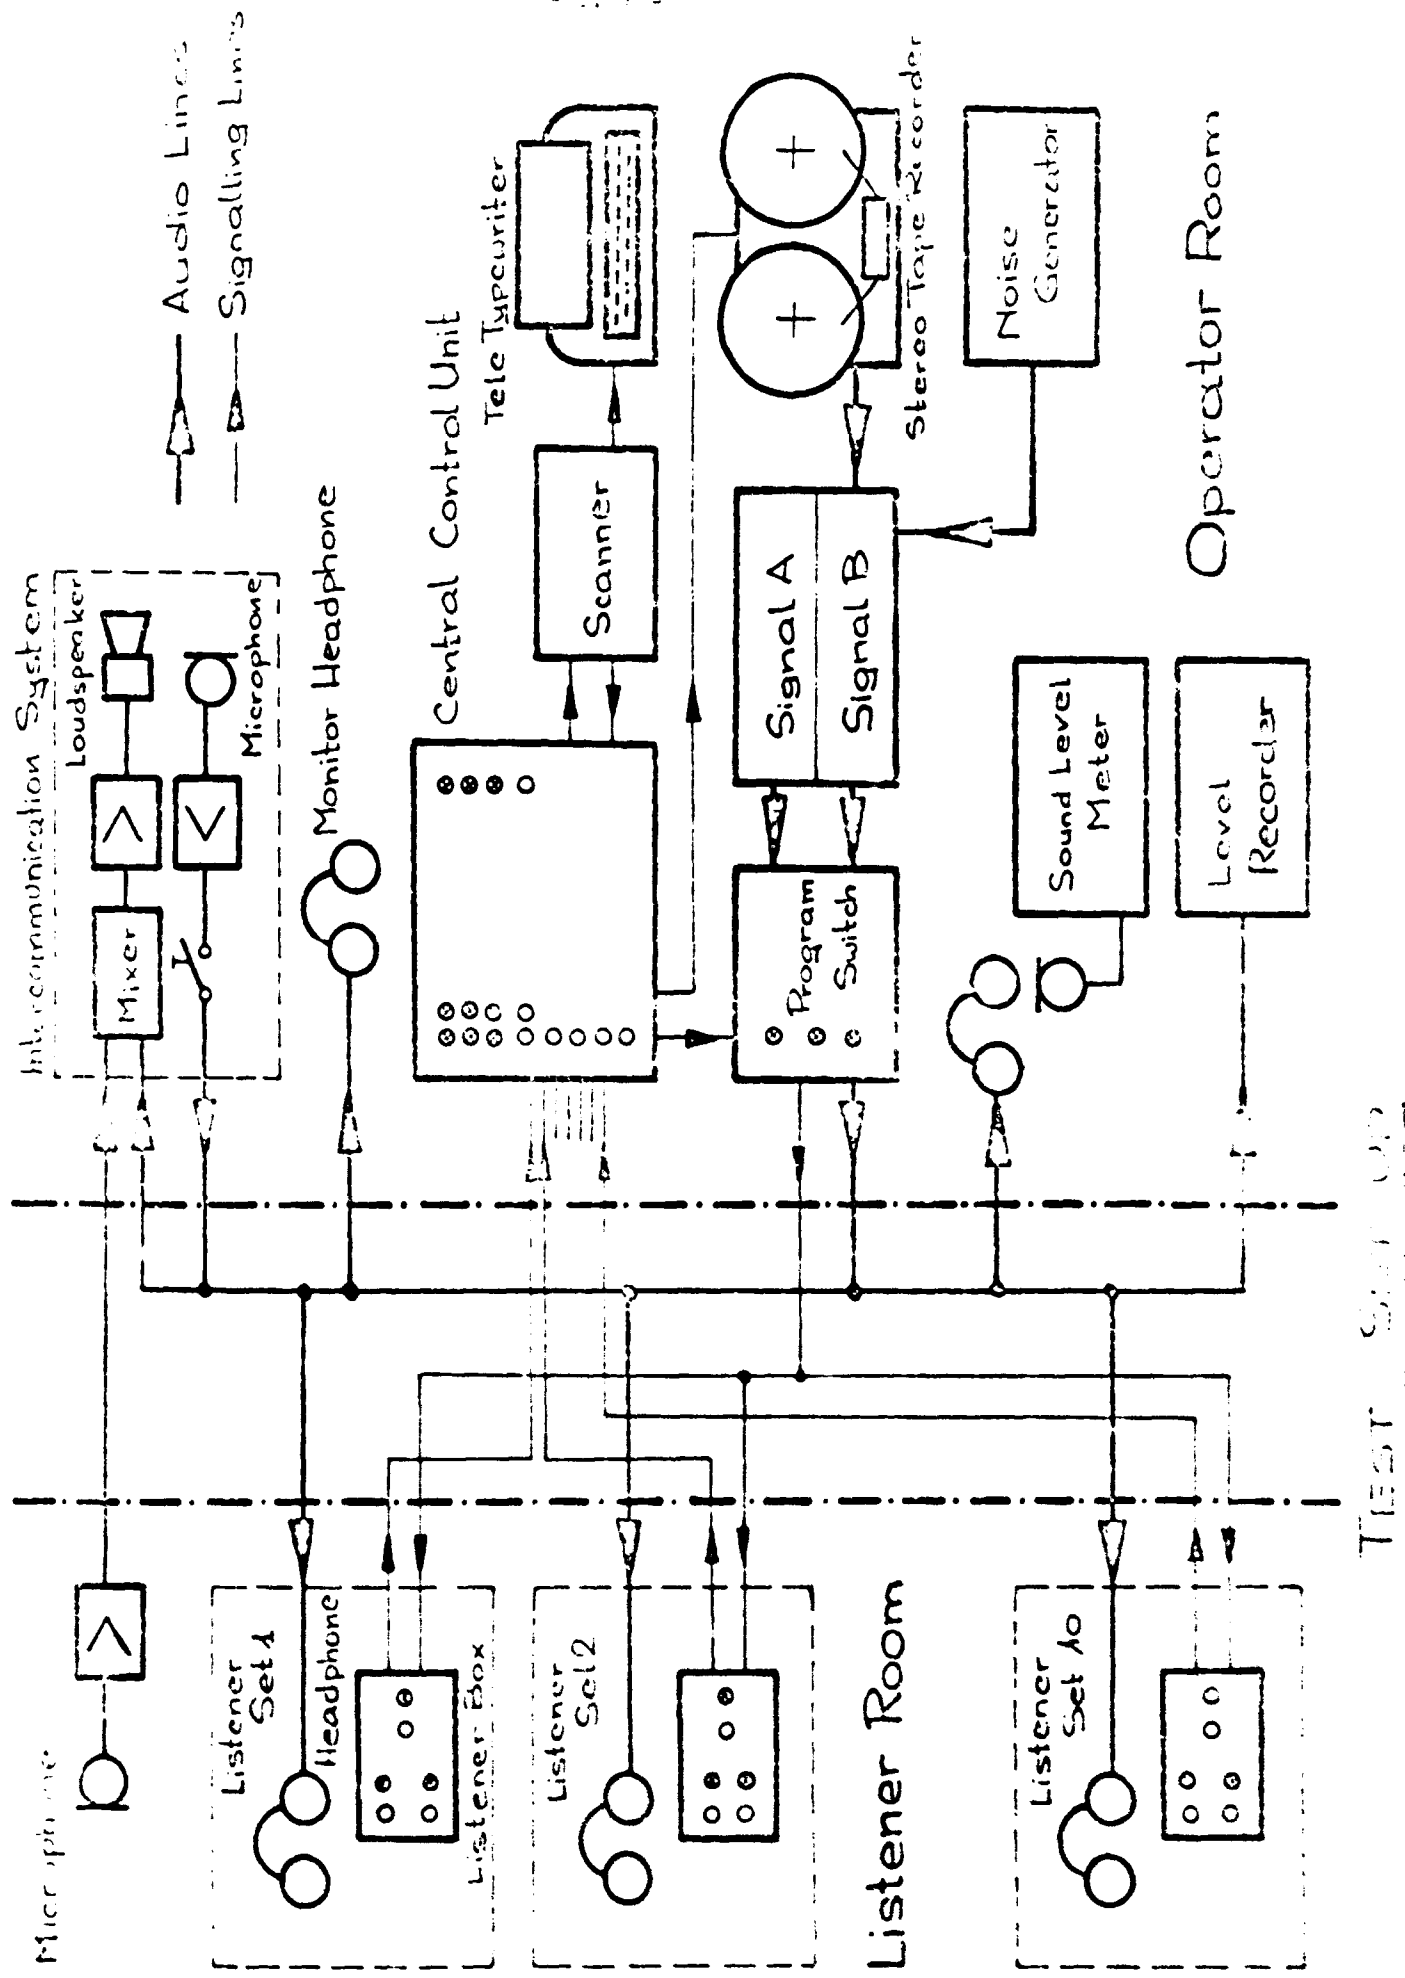 Audio Lines
Signalling Lines
Intercommunication System
Loudspeaker
Microphone
Mixer
Monitor Headphone
Central Control Unit
Tele Typewriter
Scanner
Stereo Tape Recorder
Signal A
Signal B
Program
Switch
Noise
Generator
Sound Level
Meter
Level
Recorder
Operator Room
Listener
Set 1
Headphone
Listener Box
Listener
Set 2
Listener
Set 10
Listener Room
TEST